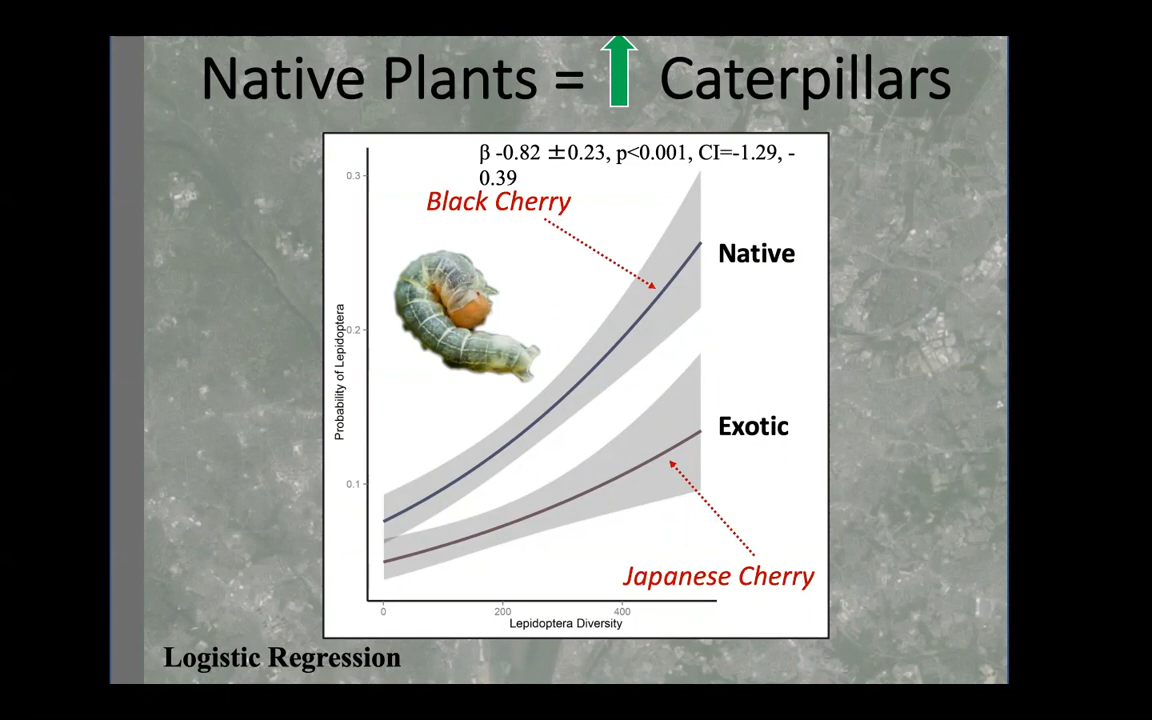 Native Plants = Caterpillars
β -0.82 ±0.23, p<0.001, CI=-1.29, -
0.39
0.3
Black Cherry
Native
Probability of Lepidoptera
0.2
Exotic
0.1
Japanese Cherry
0 200 400
Lepidoptera Diversity
Logistic Regression